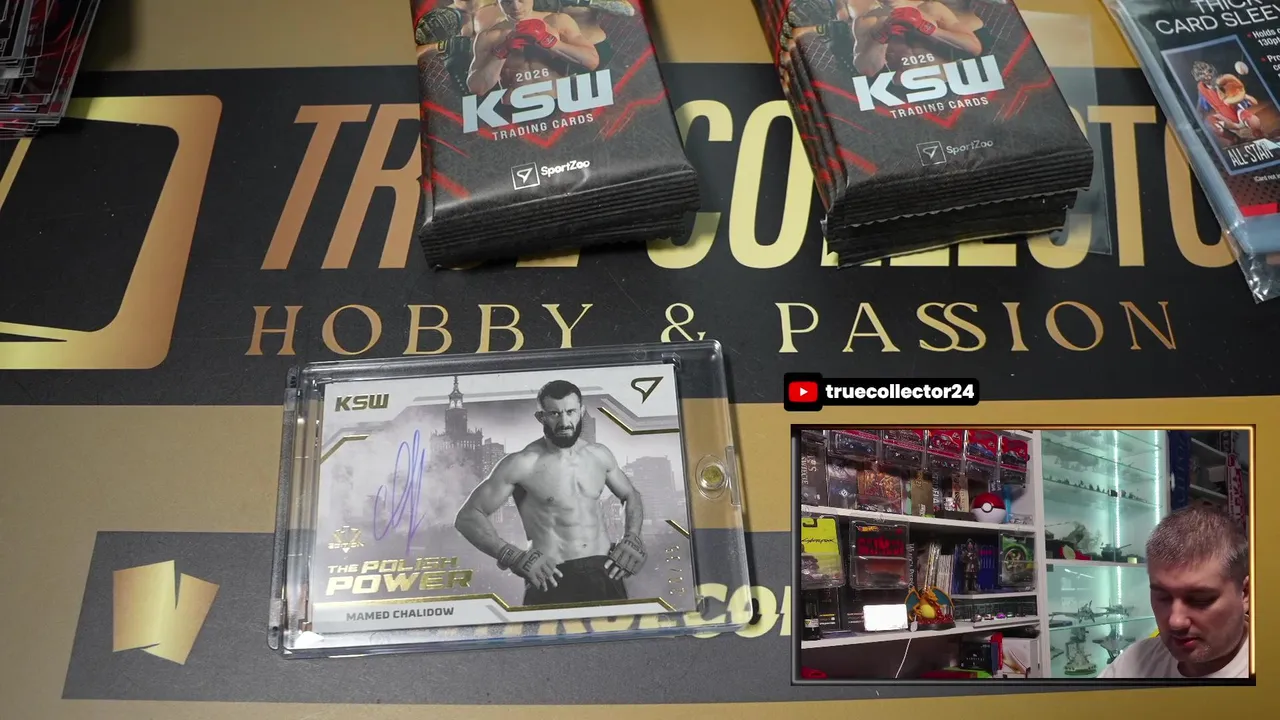 2026
KSW
TRADING CARDS
SportZoo
2026
KSW
TRADING CARDS
SportZoo
THICK
CARD SLEE
ALL-STAR
HOBBY & PASSION
truecollector24
KSW
THE POLISH
POWER
MAMED CHALIDOW